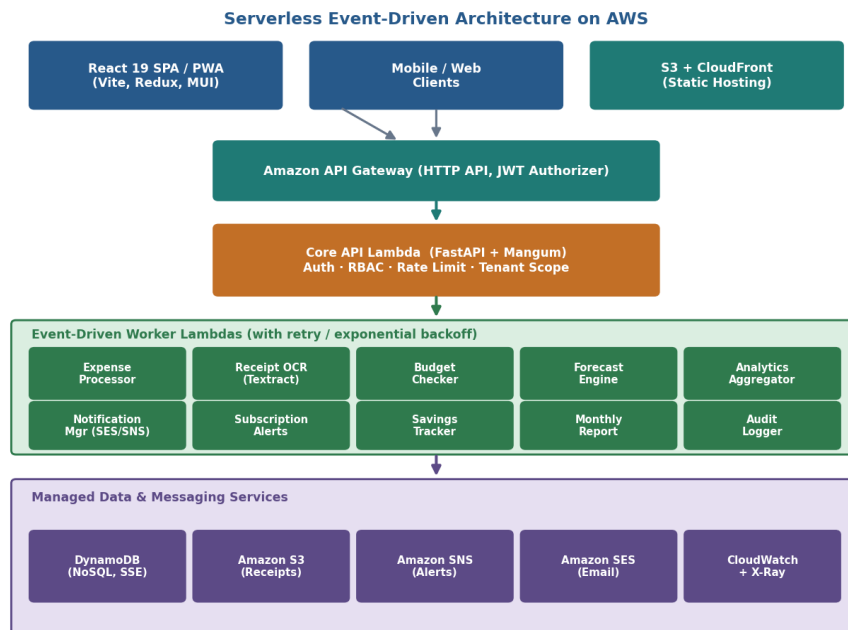 Serverless Event-Driven Architecture on AWS
React 19 SPA / PWA
(Vite, Redux, MUI)
Mobile / Web
Clients
S3 + CloudFront
(Static Hosting)
Amazon API Gateway (HTTP API, JWT Authorizer)
Core API Lambda  (FastAPI + Mangum)
Auth · RBAC · Rate Limit · Tenant Scope
Event-Driven Worker Lambdas (with retry / exponential backoff)
Expense
Processor
Receipt OCR
(Textract)
Budget
Checker
Forecast
Engine
Analytics
Aggregator
Notification
Mgr (SES/SNS)
Subscription
Alerts
Savings
Tracker
Monthly
Report
Audit
Logger
Managed Data & Messaging Services
DynamoDB
(NoSQL, SSE)
Amazon S3
(Receipts)
Amazon SNS
(Alerts)
Amazon SES
(Email)
CloudWatch
+ X-Ray